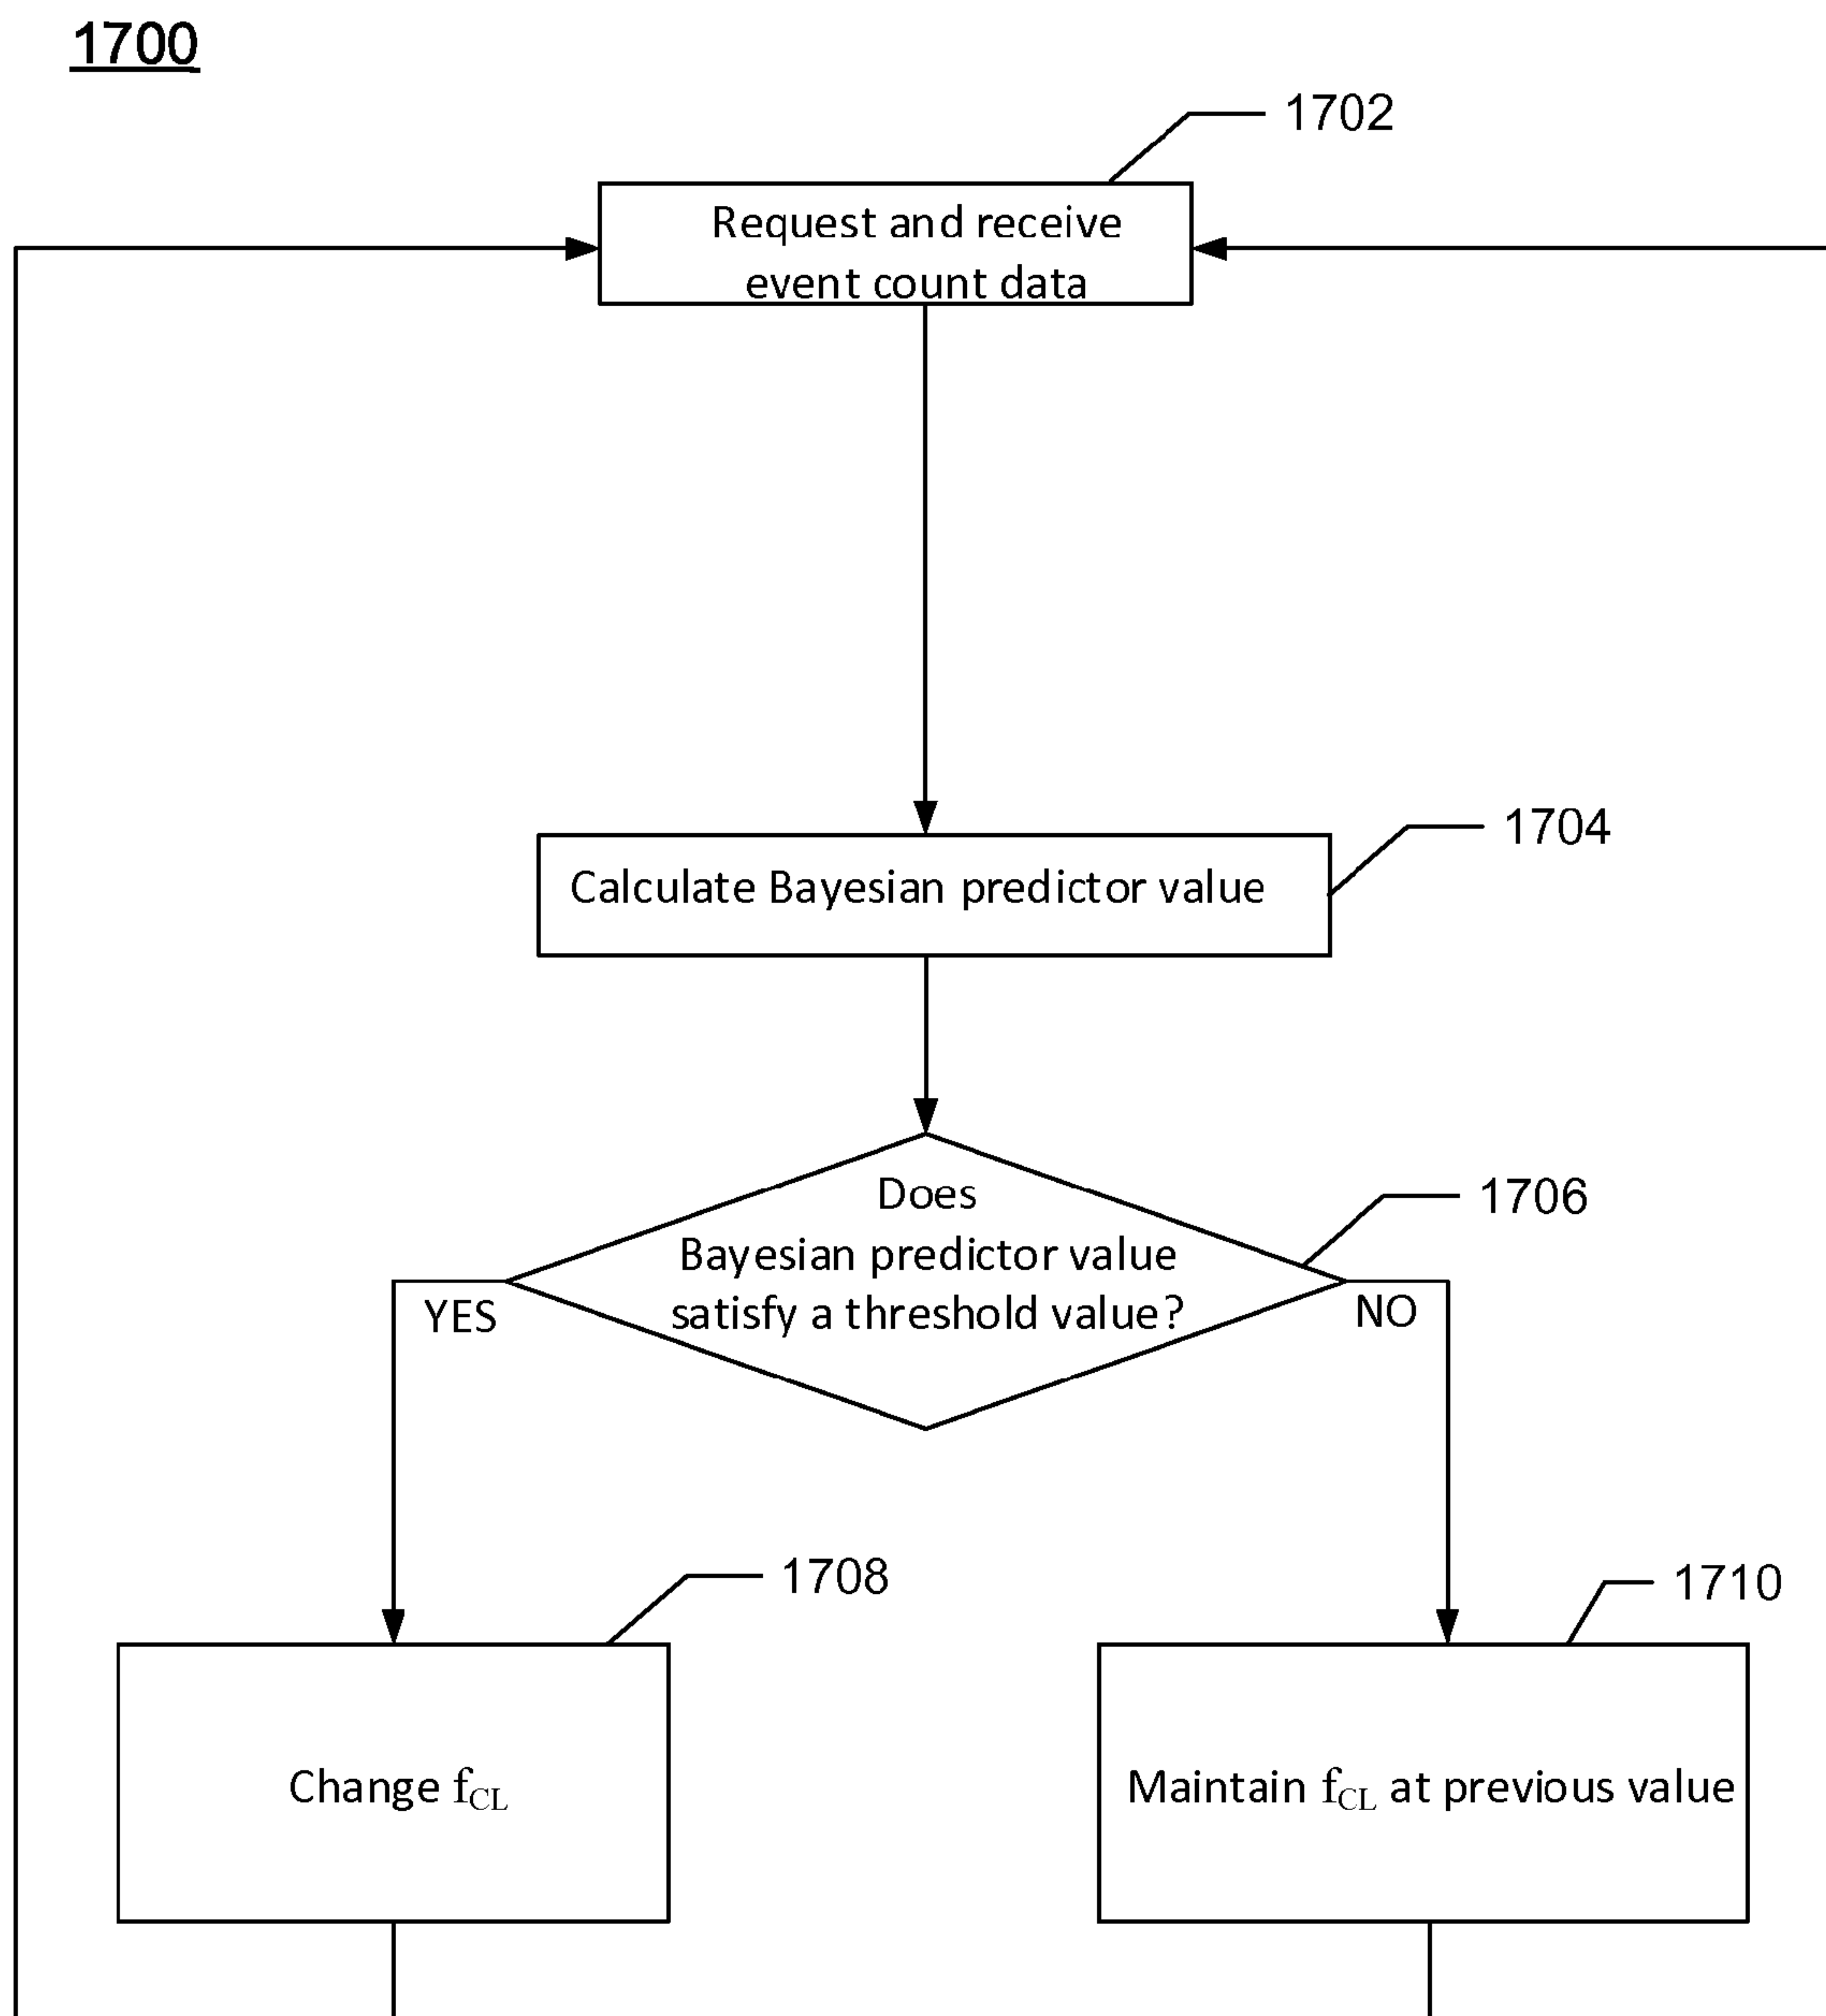 1700
1702
Request and receive
event count data
1704
Calculate Bayesian predictor value
1706
Does
Bayesian predictor value
satisfy a threshold value?
YES
NO
1708
1710
Change fCL
Maintain fCL at previous value